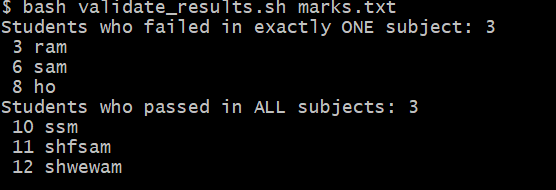 $ bash validate_results.sh marks.txt
Students who failed in exactly ONE subject: 3
3 ram
6 sam
8 ho
Students who passed in ALL subjects: 3
10 ssm
11 shfsam
12 shwewam